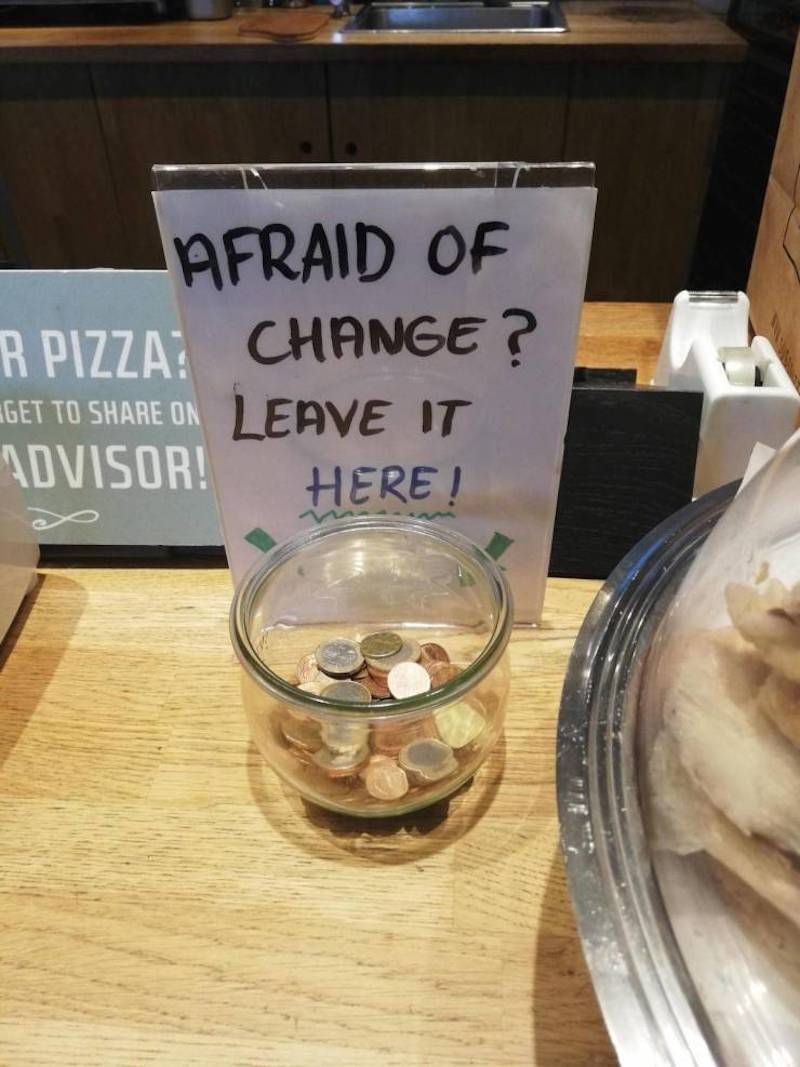 AFRAID OF
CHANGE?
LEAVE IT
HERE!
R PIZZA?
GET TO SHARE ON
ADVISOR!